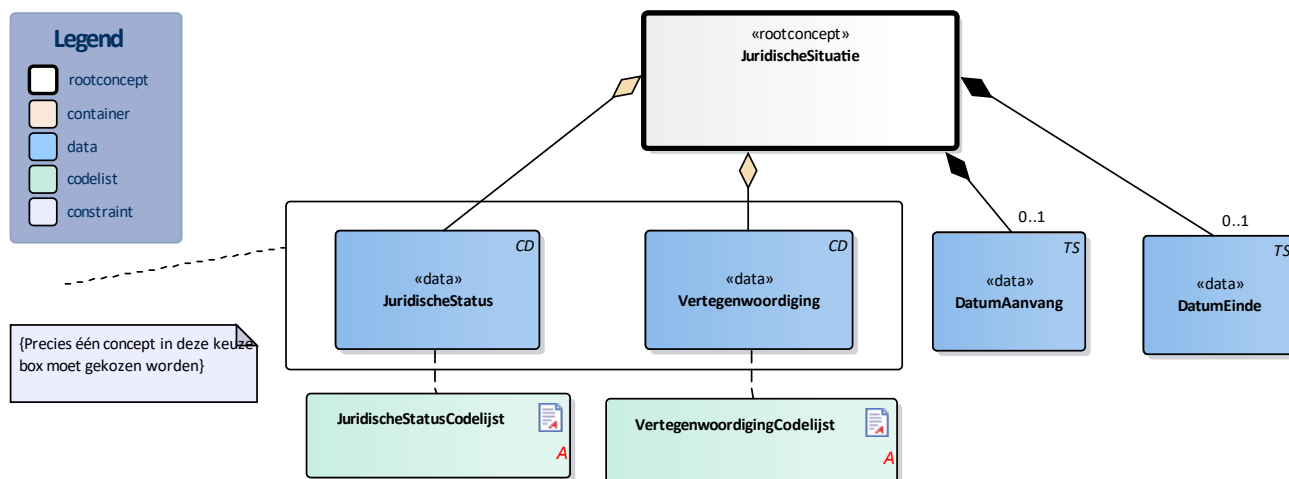 Legend
rootconcept
container
data
codelist
constraint
«rootconcept»
JuridischeSituatie
0..1
0..1
CD
«data»
JuridischeStatus
CD
«data»
Vertegenwoordiging
TS
«data»
DatumAanvang
TS
«data»
DatumEinde
{Precies één concept in deze keuze
box moet gekozen worden}
JuridischeStatusCodelijst
A
A
VertegenwoordigingCodelijst
A
A